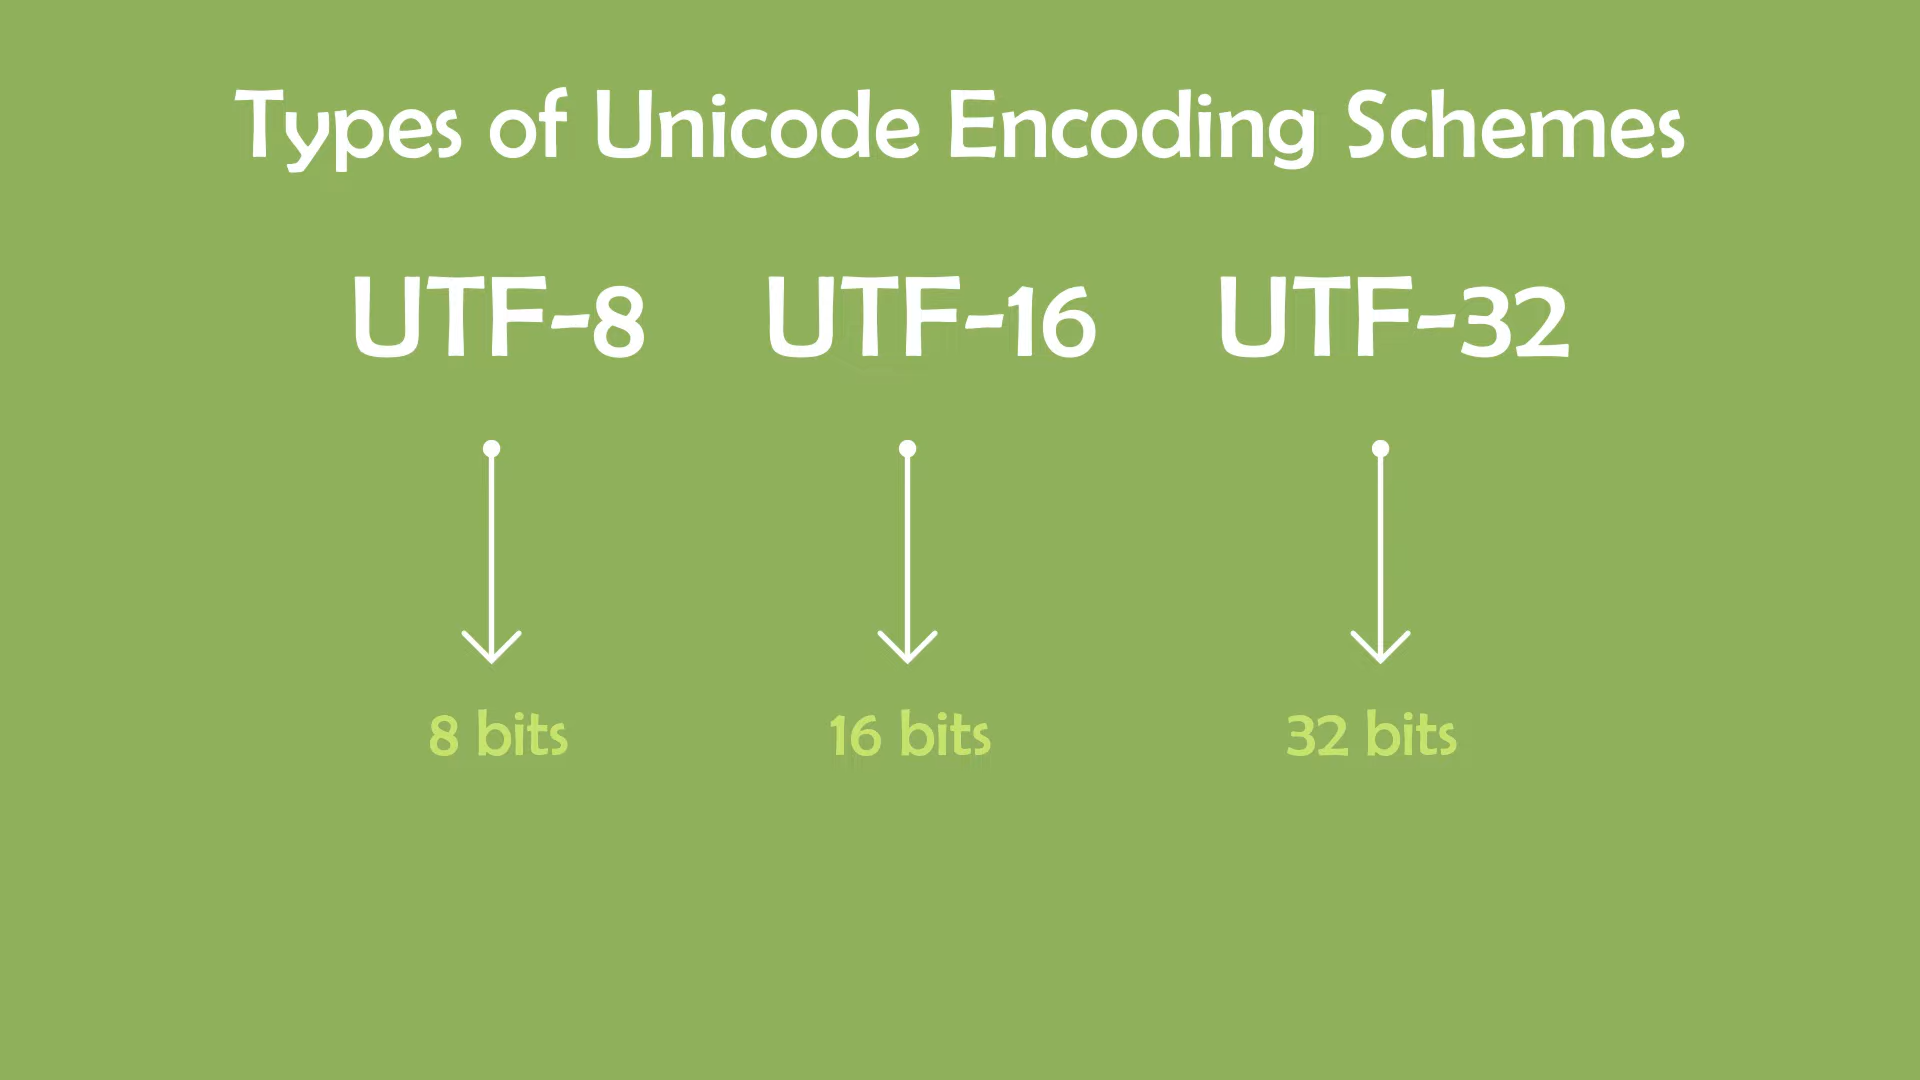 Types of Unicode Encoding Schemes
UTF-8 UTF-16 UTF-32
8 bits 16 bits 32 bits